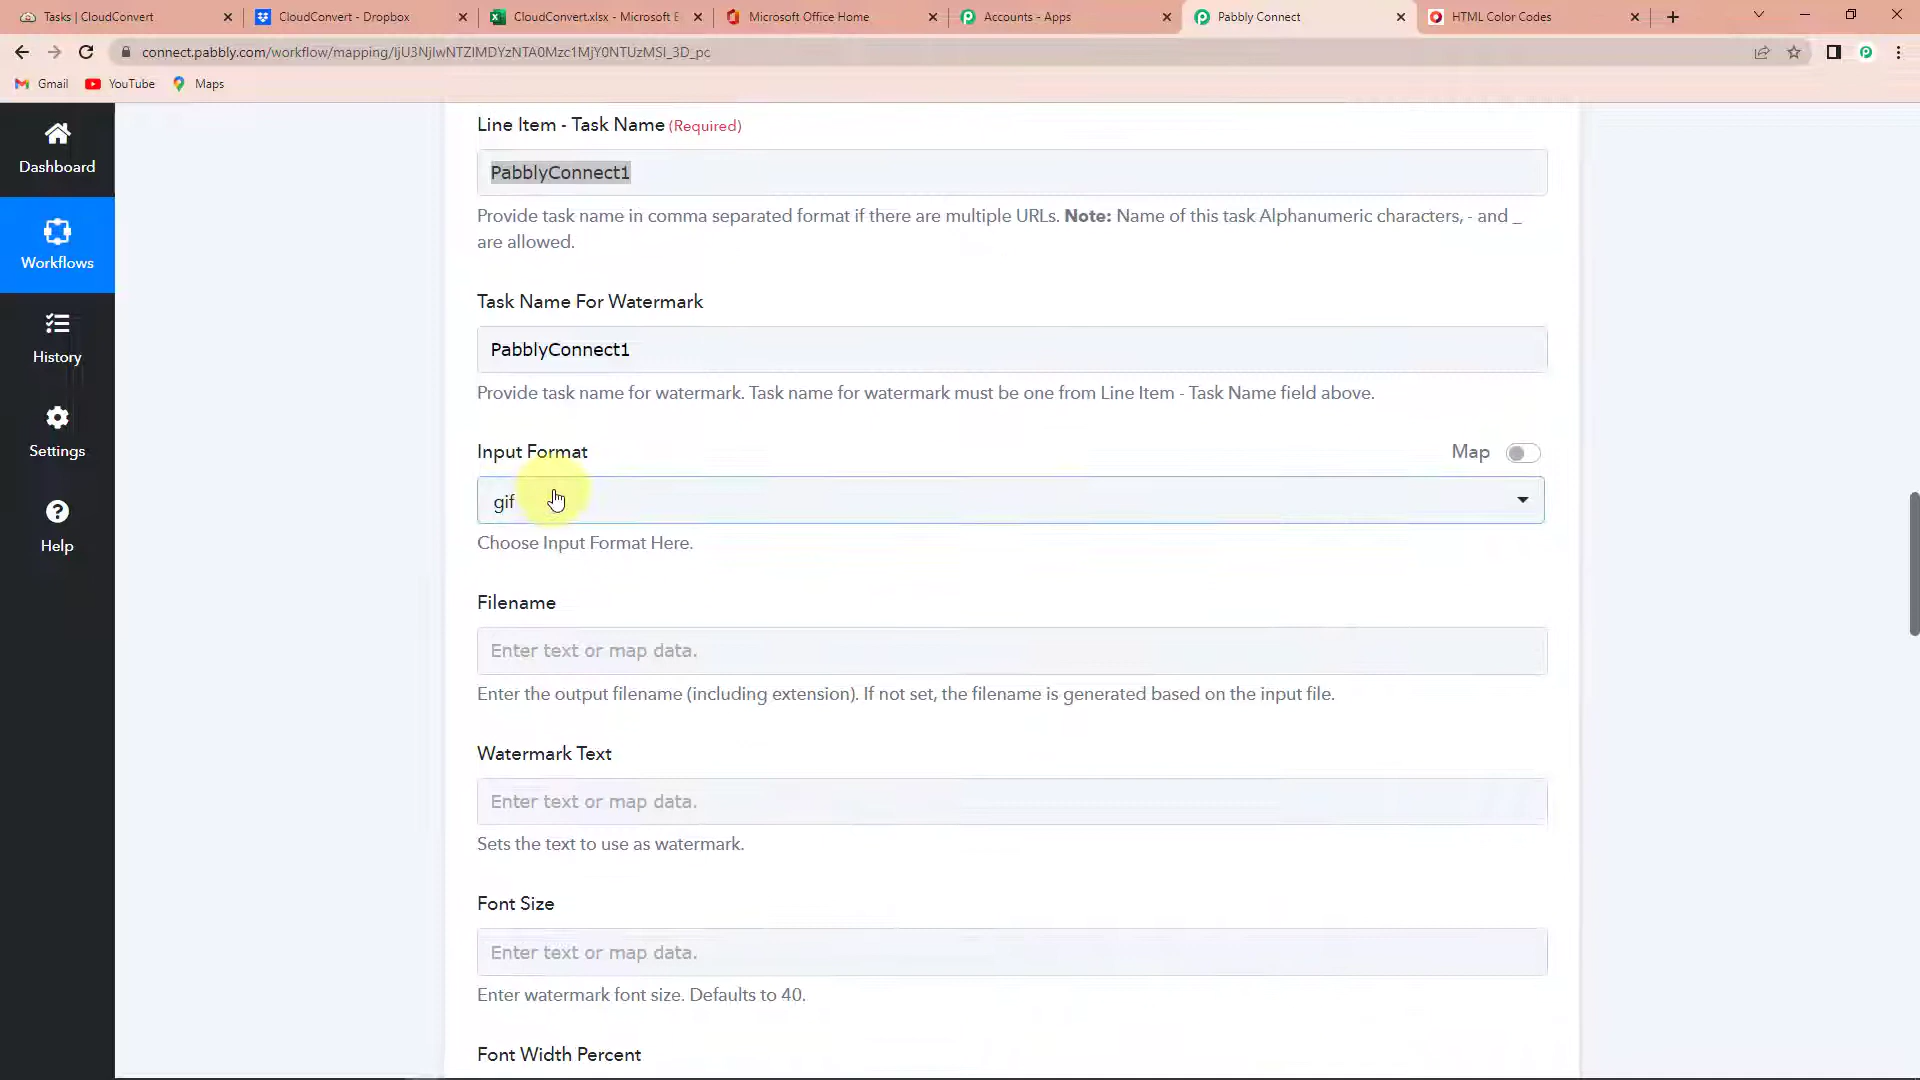 Tasks | CloudConvert
CloudConvert - Dropbox
CloudConvert.xlsx - Microsoft E
Microsoft Office Home
Accounts - Apps
Pabbly Connect
HTML Color Codes
Gmail
YouTube
Maps
Dashboard
Workflows
History
Settings
Help
Line Item - Task Name (Required)
PabblyConnect1
Provide task name in comma separated format if there are multiple URLs. Note: Name of this task Alphanumeric characters, - and _
are allowed.
Task Name For Watermark
PabblyConnect1
Provide task name for watermark. Task name for watermark must be one from Line Item - Task Name field above.
Input Format
Map
gif
Choose Input Format Here.
Filename
Enter text or map data.
Enter the output filename (including extension). If not set, the filename is generated based on the input file.
Watermark Text
Enter text or map data.
Sets the text to use as watermark.
Font Size
Enter text or map data.
Enter watermark font size. Defaults to 40.
Font Width Percent